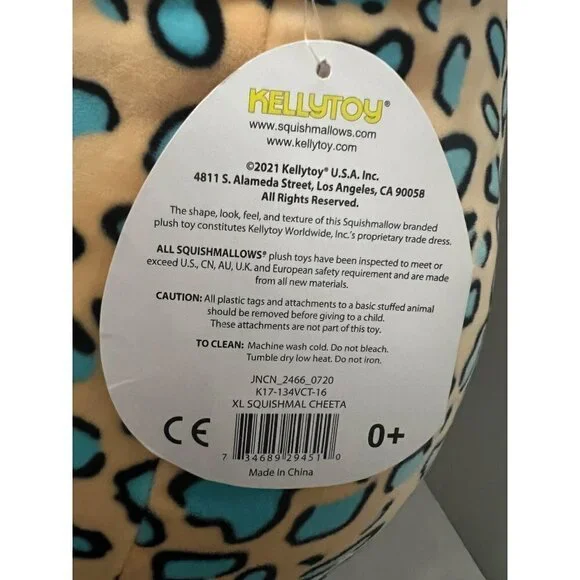 KELLYTOY®
www.squishmallows.com
www.kellytoy.com
©2021 Kellytoy® U.S.A. Inc.
4811 S. Alameda Street, Los Angeles, CA 90058
All Rights Reserved.
The shape, look, feel, and texture of this Squishmallow branded
plush toy constitutes Kellytoy Worldwide, Inc.'s proprietary trade dress.
ALL SQUISHMALLOWS® plush toys have been inspected to meet or
exceed U.S., CN, AU, U.K. and European safety requirement and are made
from all new materials.
CAUTION: All plastic tags and attachments to a basic stuffed animal
should be removed before giving to a child.
These attachments are not part of this toy.
TO CLEAN: Machine wash cold. Do not bleach.
Tumble dry low heat. Do not iron.
JNCN_2466_0720
K17-134VCT-16
XL SQUISHMAL CHEETA
CE 0+
7 34689 29451 0
Made in China